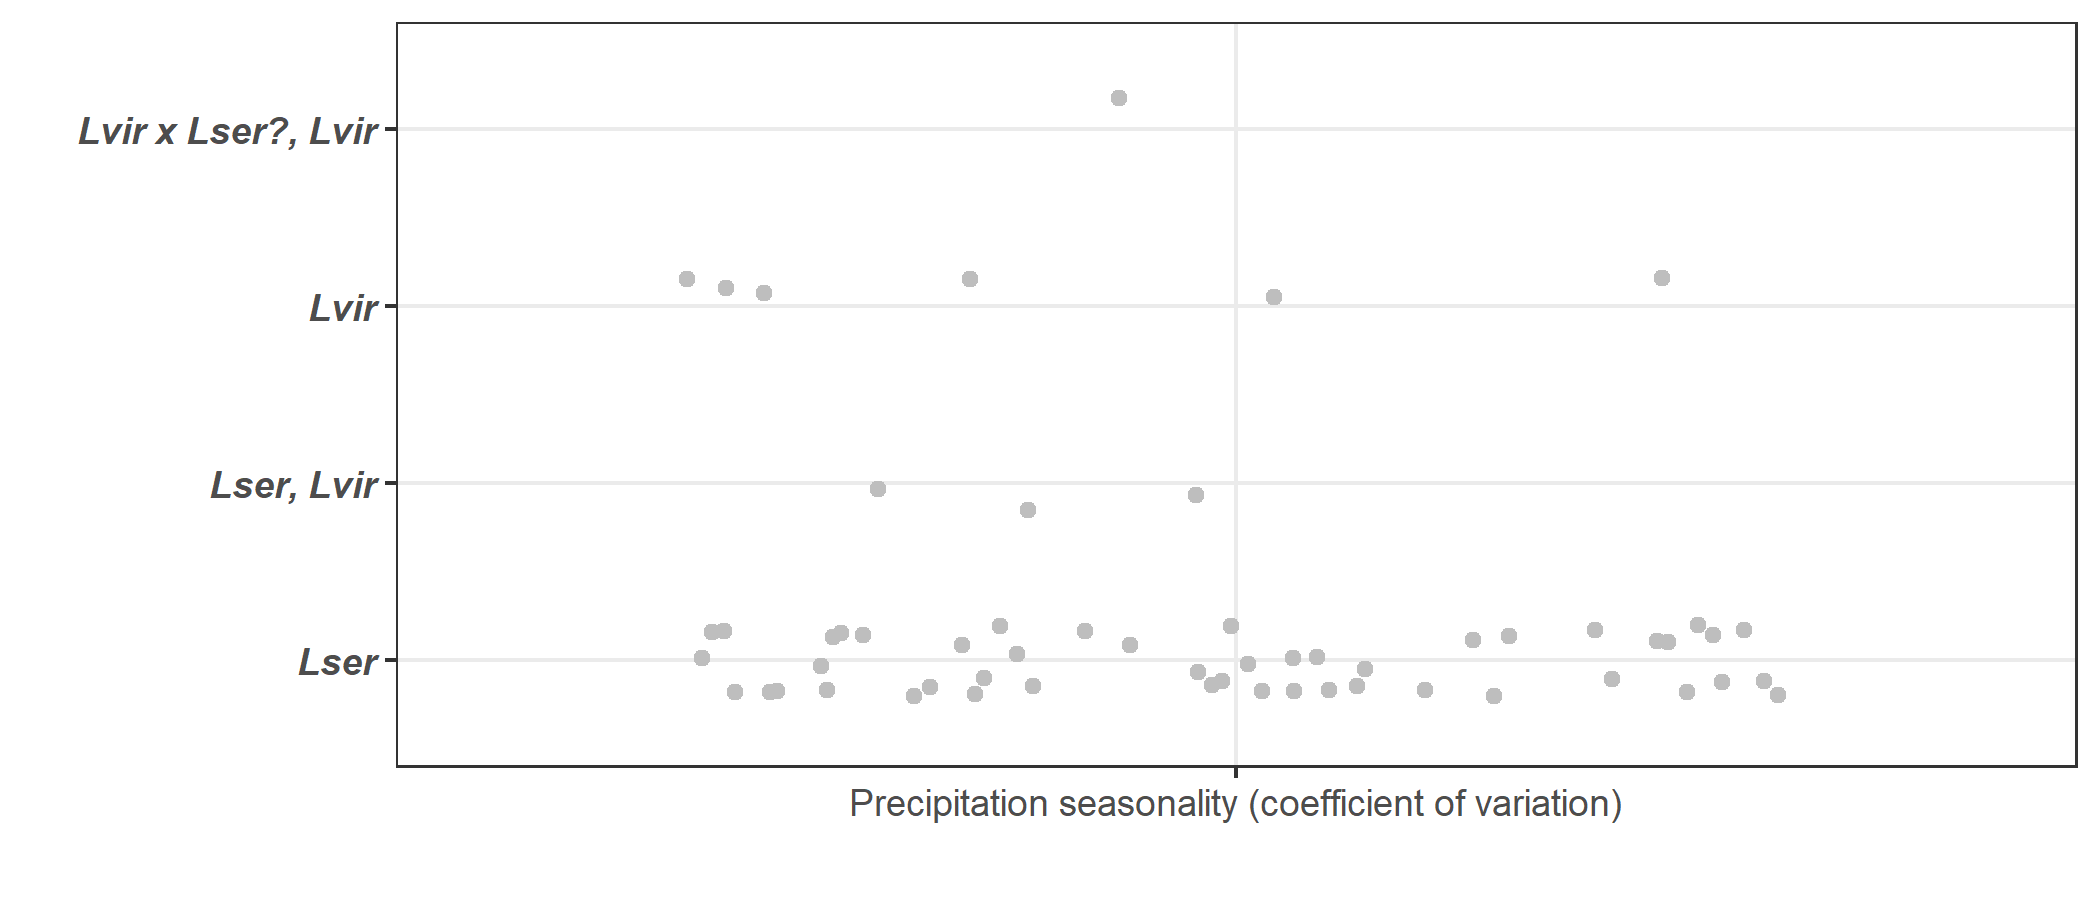 Lvir x Lser?, Lvir
Lvir
Lser, Lvir
Lser
Precipitation seasonality (coefficient of variation)